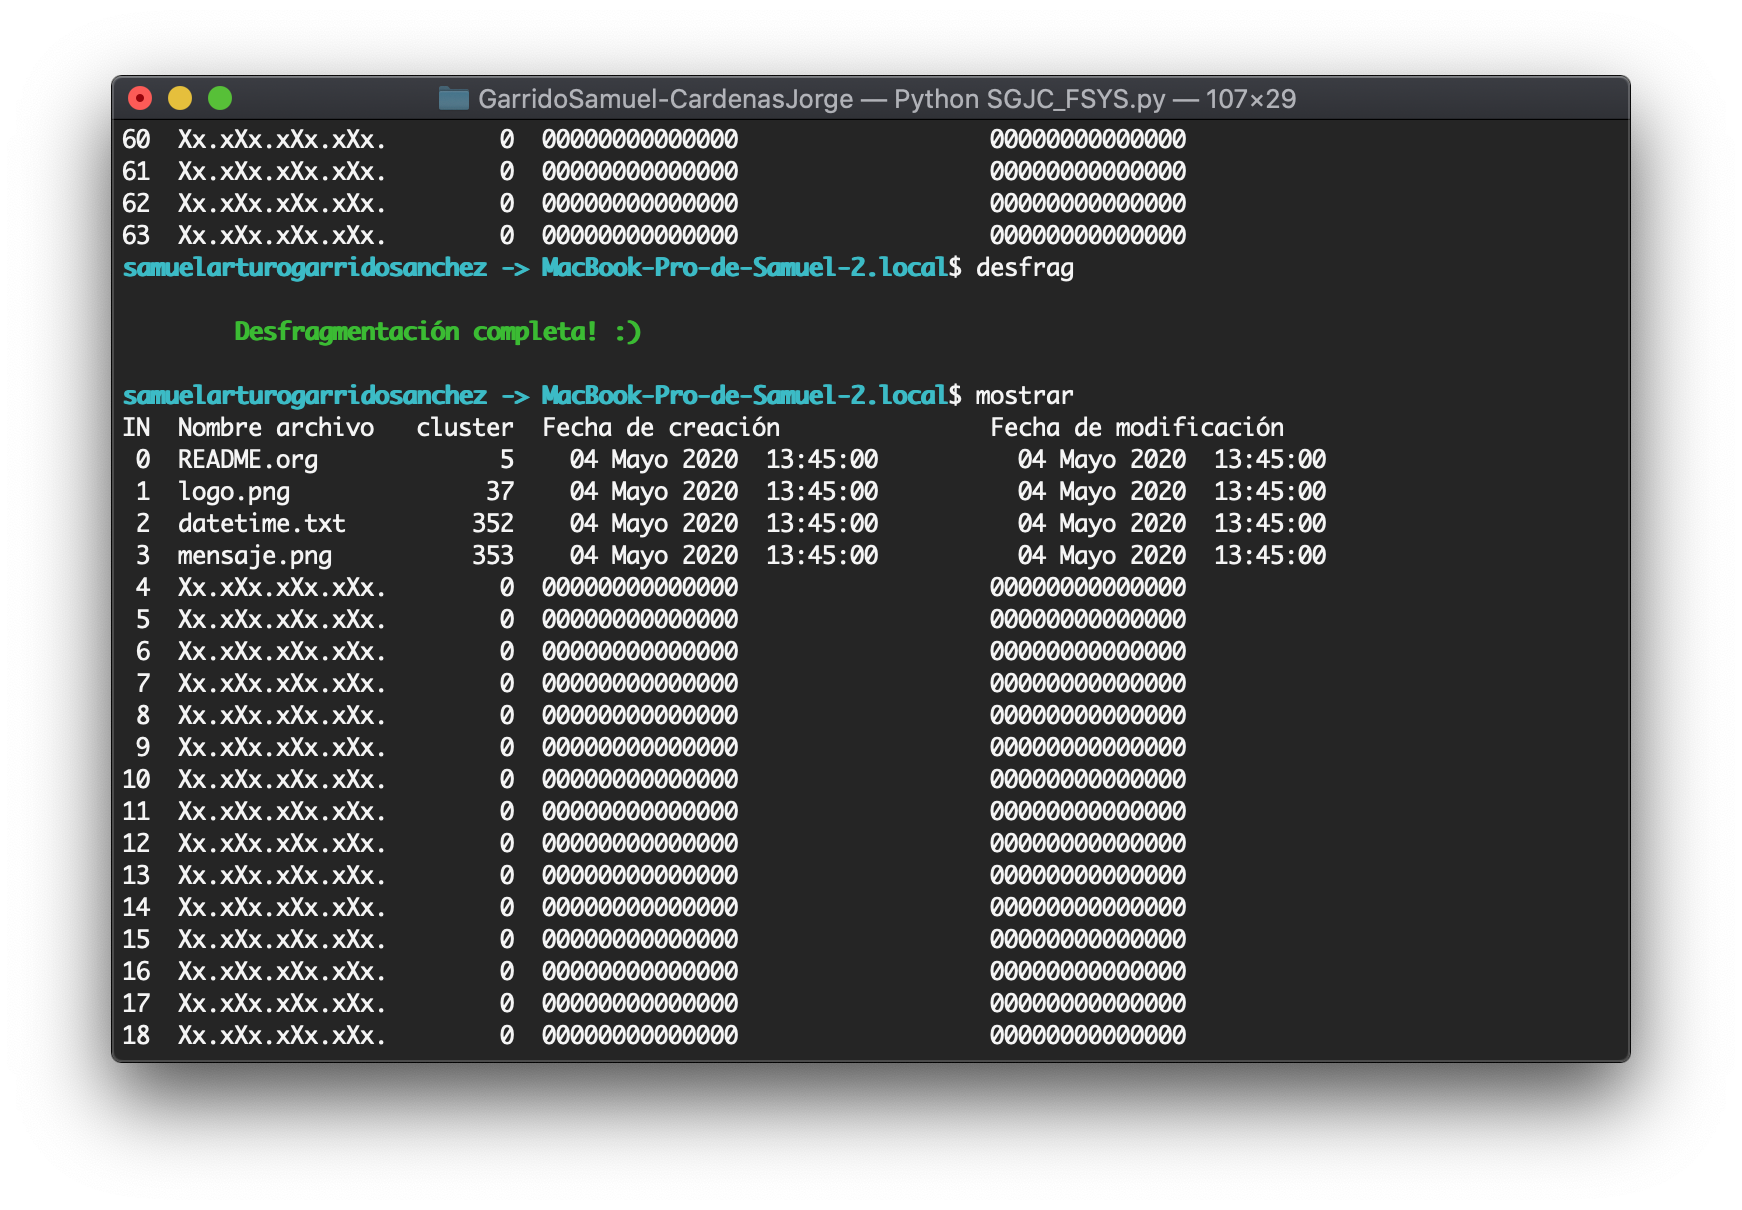 GarridoSamuel-CardenasJorge — Python SGJC_FSYS.py — 107×29
60  Xx.xXx.xXx.xXx.        0  00000000000000                  00000000000000
61  Xx.xXx.xXx.xXx.        0  00000000000000                  00000000000000
62  Xx.xXx.xXx.xXx.        0  00000000000000                  00000000000000
63  Xx.xXx.xXx.xXx.        0  00000000000000                  00000000000000
samuelarturogarridosanchez -> MacBook-Pro-de-Samuel-2.local$ desfrag
Desfragmentación completa! :)
samuelarturogarridosanchez -> MacBook-Pro-de-Samuel-2.local$ mostrar
IN  Nombre archivo   cluster  Fecha de creación               Fecha de modificación
0  README.org             5    04 Mayo 2020  13:45:00          04 Mayo 2020  13:45:00
1  logo.png              37    04 Mayo 2020  13:45:00          04 Mayo 2020  13:45:00
2  datetime.txt         352    04 Mayo 2020  13:45:00          04 Mayo 2020  13:45:00
3  mensaje.png          353    04 Mayo 2020  13:45:00          04 Mayo 2020  13:45:00
4  Xx.xXx.xXx.xXx.        0  00000000000000                  00000000000000
5  Xx.xXx.xXx.xXx.        0  00000000000000                  00000000000000
6  Xx.xXx.xXx.xXx.        0  00000000000000                  00000000000000
7  Xx.xXx.xXx.xXx.        0  00000000000000                  00000000000000
8  Xx.xXx.xXx.xXx.        0  00000000000000                  00000000000000
9  Xx.xXx.xXx.xXx.        0  00000000000000                  00000000000000
10  Xx.xXx.xXx.xXx.        0  00000000000000                  00000000000000
11  Xx.xXx.xXx.xXx.        0  00000000000000                  00000000000000
12  Xx.xXx.xXx.xXx.        0  00000000000000                  00000000000000
13  Xx.xXx.xXx.xXx.        0  00000000000000                  00000000000000
14  Xx.xXx.xXx.xXx.        0  00000000000000                  00000000000000
15  Xx.xXx.xXx.xXx.        0  00000000000000                  00000000000000
16  Xx.xXx.xXx.xXx.        0  00000000000000                  00000000000000
17  Xx.xXx.xXx.xXx.        0  00000000000000                  00000000000000
18  Xx.xXx.xXx.xXx.        0  00000000000000                  00000000000000